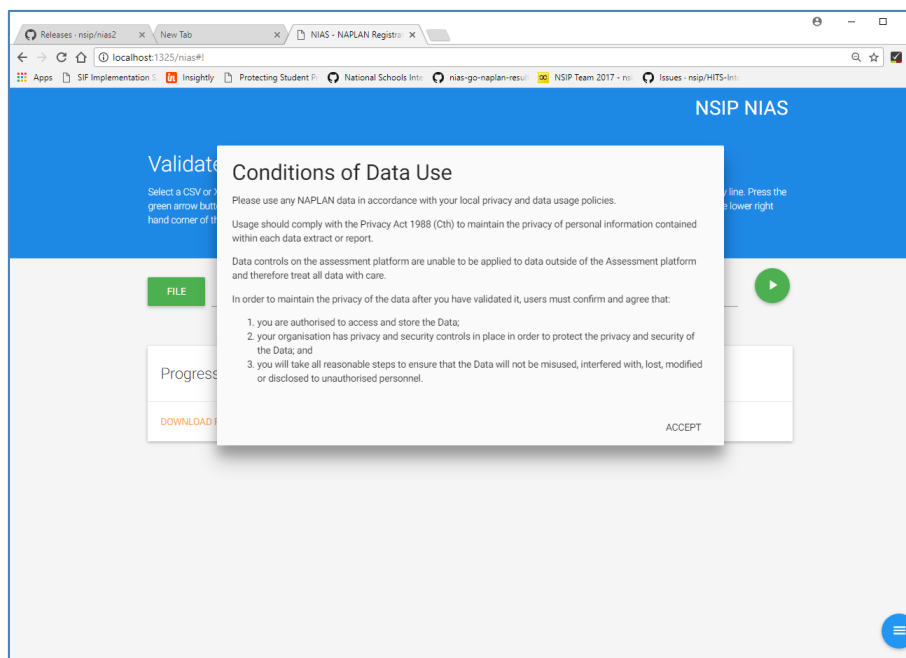 Releases · nsip/nias2
New Tab
NIAS - NAPLAN Registra
localhost:1325/nias#!
Apps
SIF Implementation S
Insightly
Protecting Student Pr
National Schools Inte
nias-go-naplan-resul
NSIP Team 2017 - nsi
Issues · nsip/HITS-Int
NSIP NIAS
Validate
Select a CSV or X
y line. Press the
green arrow butt
e lower right
hand corner of th
Conditions of Data Use
Please use any NAPLAN data in accordance with your local privacy and data usage policies.
Usage should comply with the Privacy Act 1988 (Cth) to maintain the privacy of personal information contained
within each data extract or report.
Data controls on the assessment platform are unable to be applied to data outside of the Assessment platform
and therefore treat all data with care.
In order to maintain the privacy of the data after you have validated it, users must confirm and agree that:
1. you are authorised to access and store the Data;
2. your organisation has privacy and security controls in place in order to protect the privacy and security of
the Data; and
3. you will take all reasonable steps to ensure that the Data will not be misused, interfered with, lost, modified
or disclosed to unauthorised personnel.
ACCEPT
FILE
Progress
DOWNLOAD